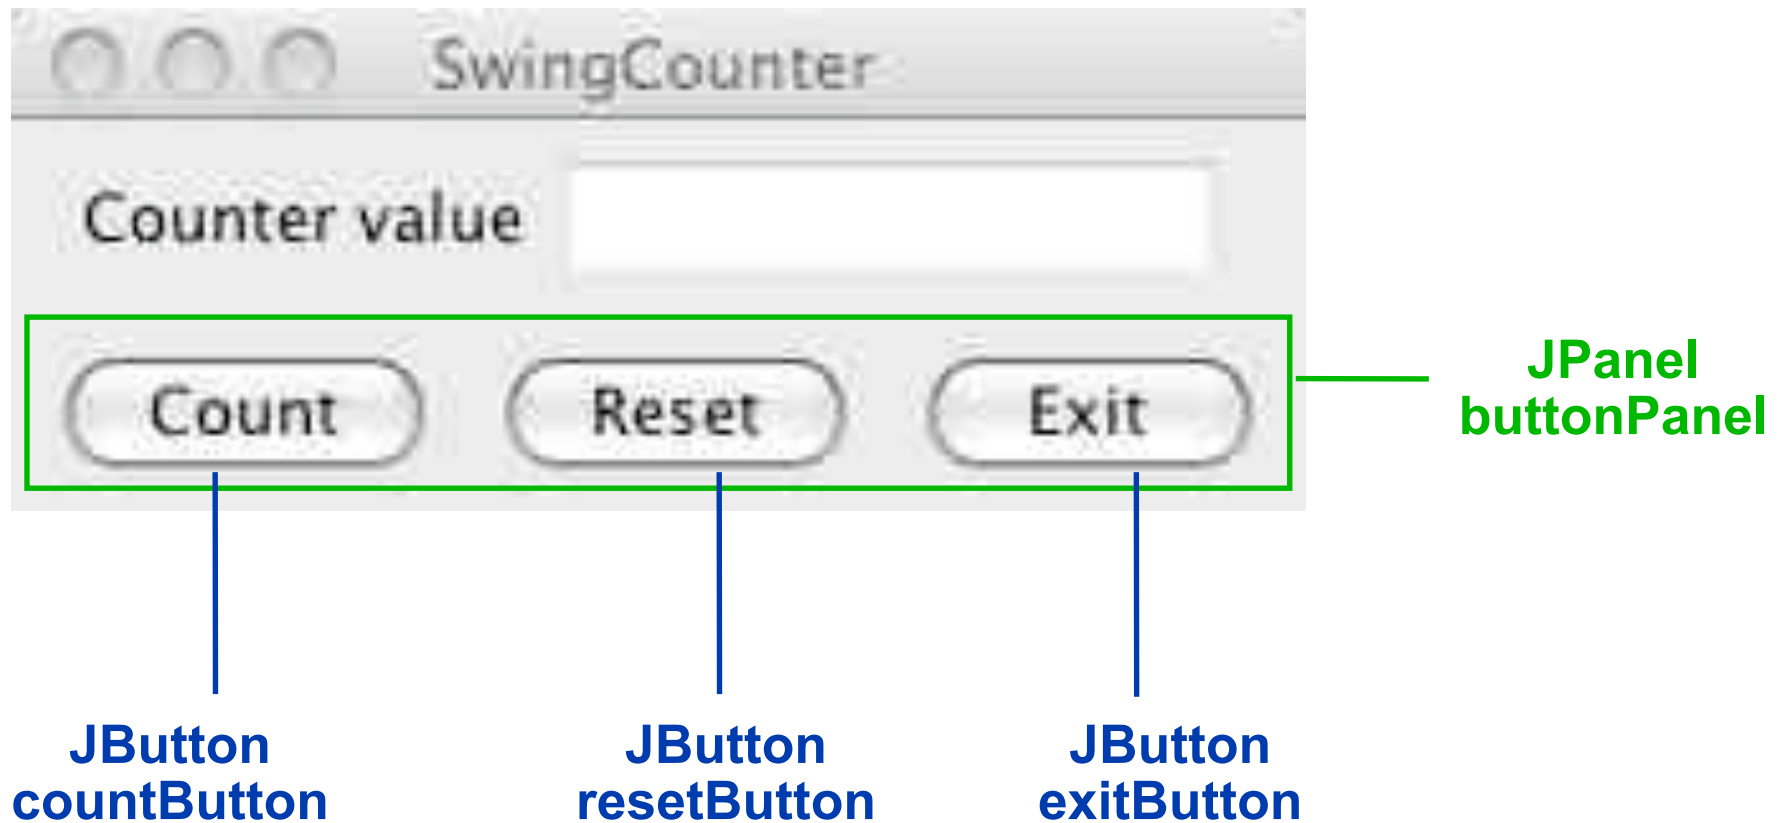 SwingCounter
Counter value
Count Reset Exit
JPanel
buttonPanel
JButton JButton JButton
countButton resetButton exitButton